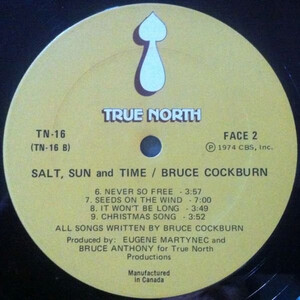 TRUE NORTH
TN-16
(TN-16 B)
FACE 2
Ⓟ 1974 CBS, Inc.
SALT, SUN and TIME / BRUCE COCKBURN
6. NEVER SO FREE - 3:57
7. SEEDS ON THE WIND - 7:00
8. IT WON'T BE LONG - 3:49
9. CHRISTMAS SONG - 3:52
ALL SONGS WRITTEN BY BRUCE COCKBURN
Produced by: EUGENE MARTYNEC and
BRUCE ANTHONY for True North
Productions
Manufactured
in Canada